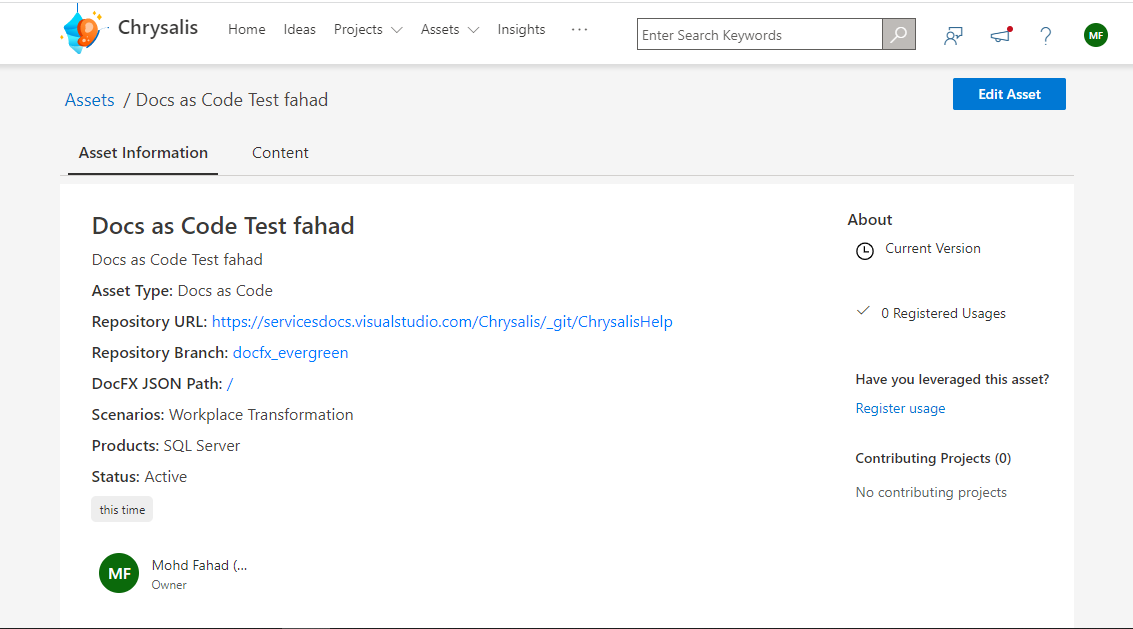 Chrysalis
Home Ideas Projects Assets Insights ...
Enter Search Keywords
?
MF
Assets / Docs as Code Test fahad
Edit Asset
Asset Information Content
Docs as Code Test fahad
Docs as Code Test fahad
Asset Type: Docs as Code
Repository URL: https://servicesdocs.visualstudio.com/Chrysalis/_git/ChrysalisHelp
Repository Branch: docfx_evergreen
DocFX JSON Path: /
Scenarios: Workplace Transformation
Products: SQL Server
Status: Active
this time
MF
Mohd Fahad (...
Owner
About
Current Version
0 Registered Usages
Have you leveraged this asset?
Register usage
Contributing Projects (0)
No contributing projects